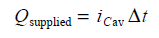 Q_supplied = i_Cav Δt